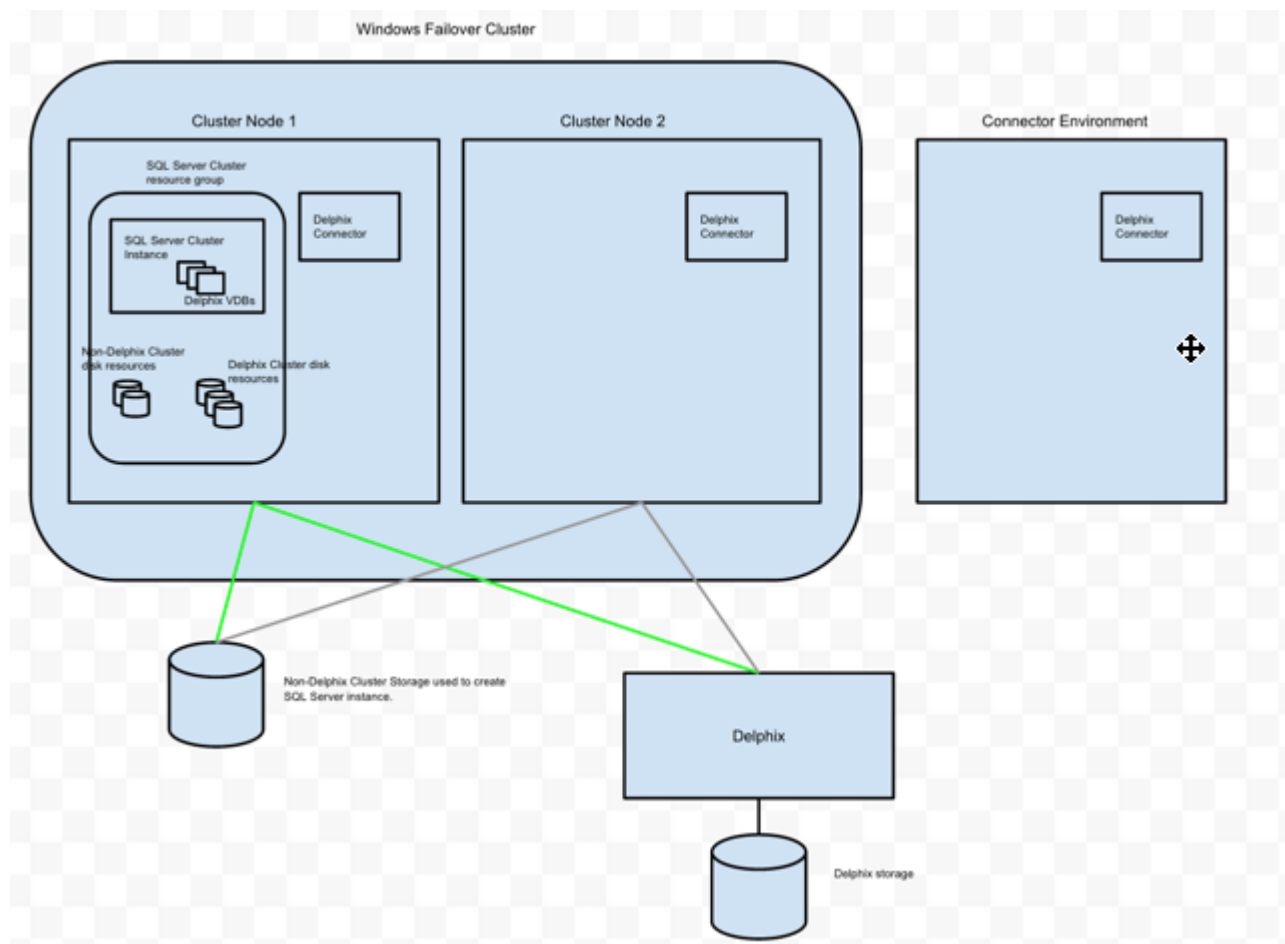 Windows Failover Cluster
Cluster Node 1
Cluster Node 2
Connector Environment
SQL Server Cluster
resource group
SQL Server Cluster
Instance
Delphix VDBs
Delphix
Connector
Delphix
Connector
Delphix
Connector
Non-Delphix Cluster
disk resources
Delphix Cluster disk
resources
Non-Delphix Cluster Storage used to create
SQL Server instance.
Delphix
Delphix storage